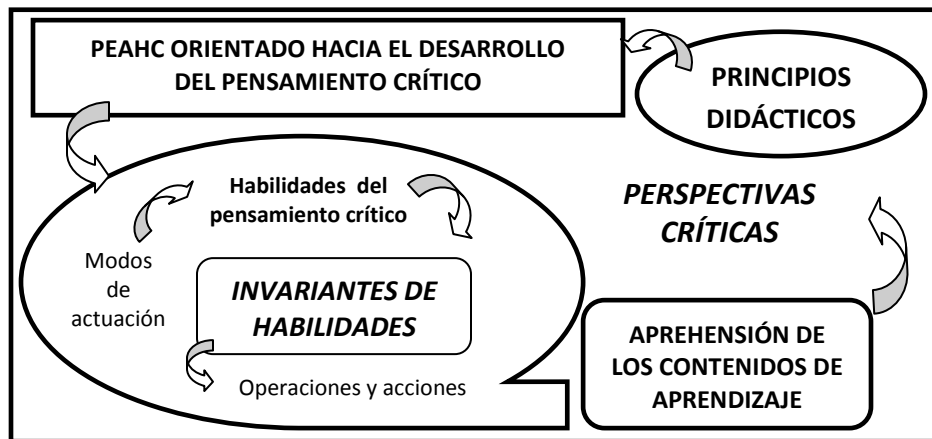 PEAHC ORIENTADO HACIA EL DESARROLLO
DEL PENSAMIENTO CRÍTICO
PRINCIPIOS
DIDÁCTICOS
Habilidades del
pensamiento crítico
PERSPECTIVAS
CRÍTICAS
Modos
de
actuación
INVARIANTES DE
HABILIDADES
Operaciones y acciones
APREHENSIÓN DE
LOS CONTENIDOS DE
APRENDIZAJE